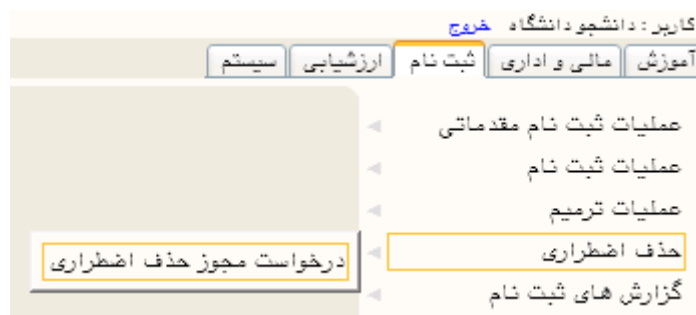 کاربر : دانشجو دانشگاه خروج
آموزش مالی و اداری ثبت نام ارزشیابی سیستم
عملیات ثبت نام مقدماتی
عملیات ثبت نام
عملیات ترمیم
حذف اضطراری
درخواست مجوز حذف اضطراری
گزارش های ثبت نام